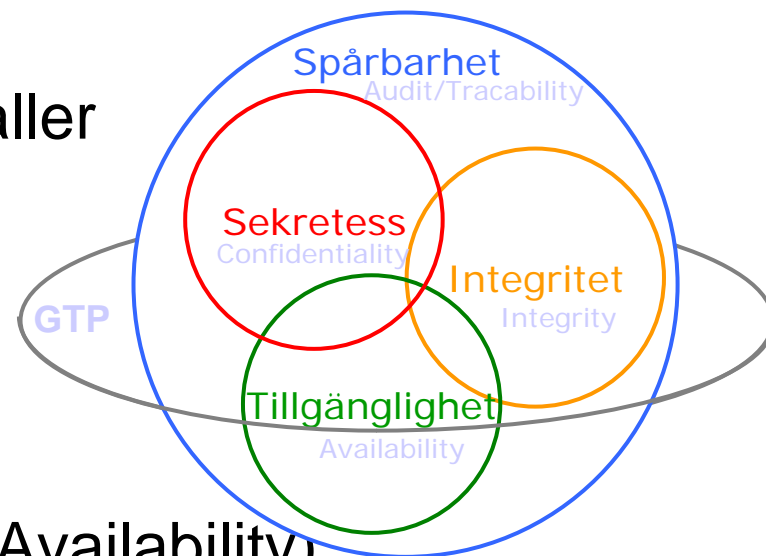 Spårbarhet
Audit/Tracability
aller
Sekretess
Confidentiality
Integritet
Integrity
GTP
Tillgänglighet
Availability
Availability)